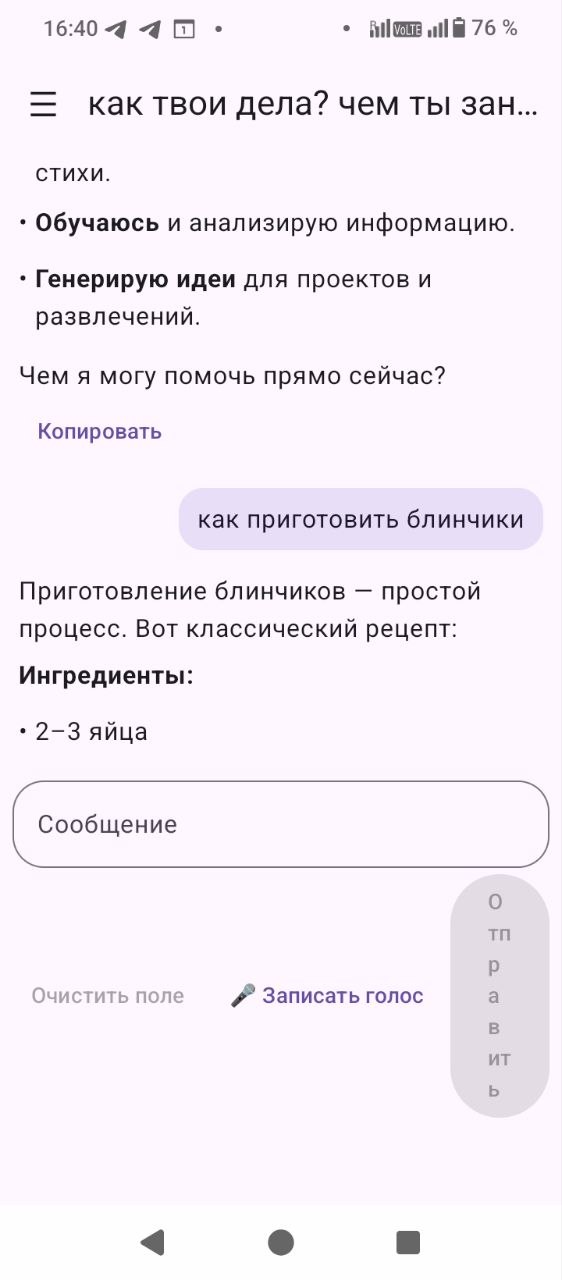 16:40
1
VoLTE
76 %
как твои дела? чем ты зан...
стихи.
• Обучаюсь и анализирую информацию.
• Генерирую идеи для проектов и
развлечений.
Чем я могу помочь прямо сейчас?
Копировать
как приготовить блинчики
Приготовление блинчиков — простой
процесс. Вот классический рецепт:
Ингредиенты:
• 2–3 яйца
Сообщение
Очистить поле
Записать голос
О
тп
р
а
в
ит
ь